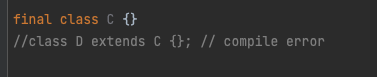 final class C {}
//class D extends C {}; // compile error